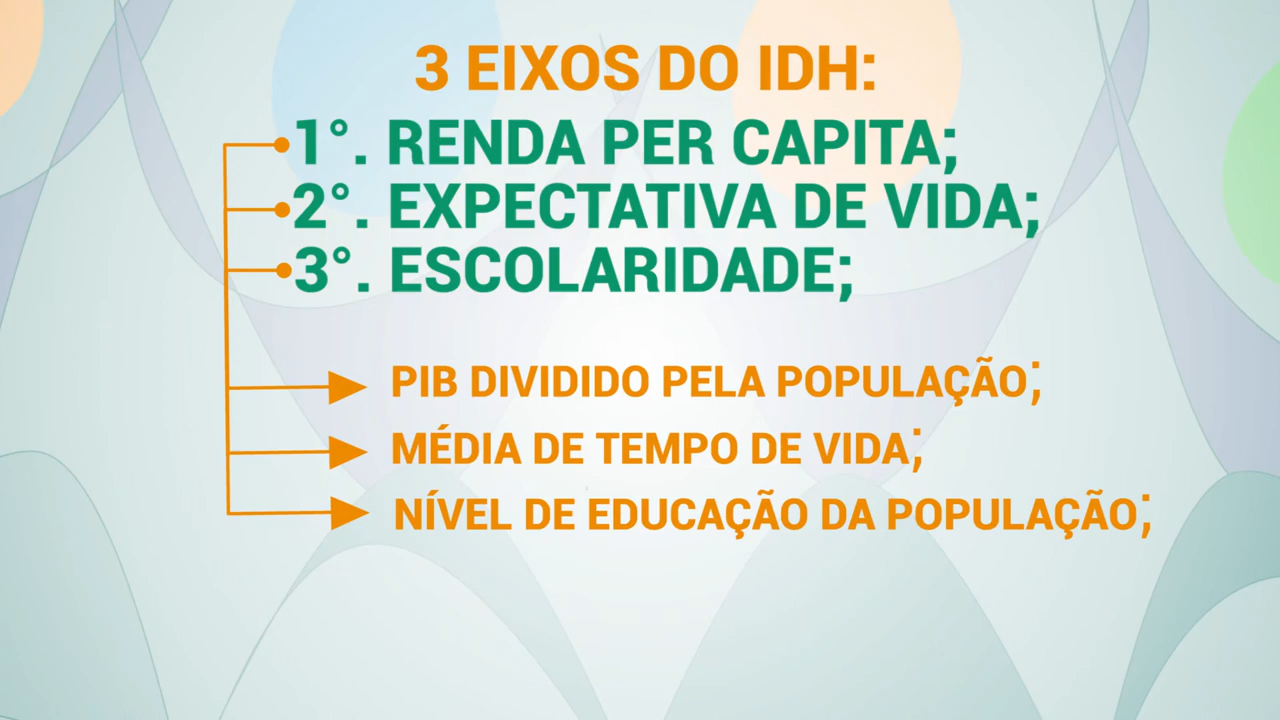 3 EIXOS DO IDH:
1°. RENDA PER CAPITA;
2°. EXPECTATIVA DE VIDA;
3°. ESCOLARIDADE;
PIB DIVIDIDO PELA POPULAÇÃO;
MÉDIA DE TEMPO DE VIDA;
NÍVEL DE EDUCAÇÃO DA POPULAÇÃO;